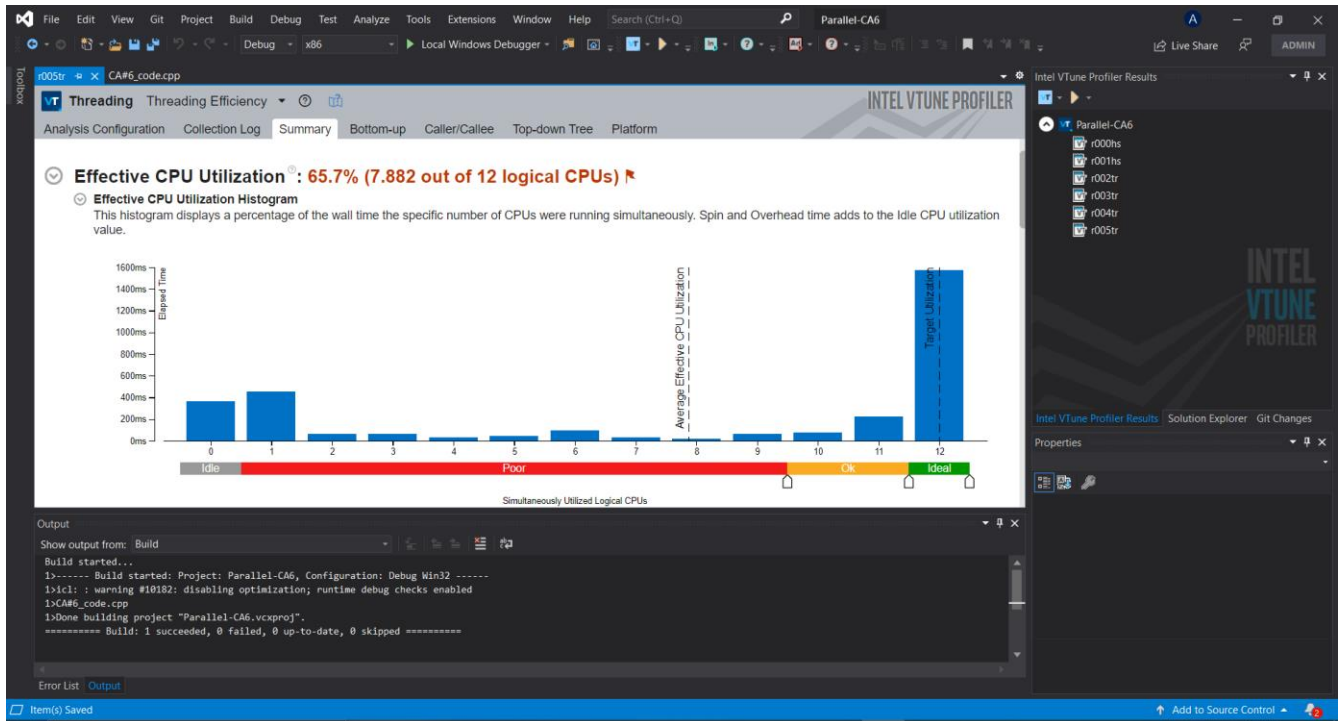 File Edit View Git Project Build Debug Test Analyze Tools Extensions Window Help Search (Ctrl+Q) Parallel-CA6 A
Debug x86 Local Windows Debugger Live Share ADMIN
Toolbox
r005tr CA#6_code.cpp
VT Threading Threading Efficiency
INTEL VTUNE PROFILER
Analysis Configuration Collection Log Summary Bottom-up Caller/Callee Top-down Tree Platform
Effective CPU Utilization : 65.7% (7.882 out of 12 logical CPUs)
Effective CPU Utilization Histogram
This histogram displays a percentage of the wall time the specific number of CPUs were running simultaneously. Spin and Overhead time adds to the Idle CPU utilization
value.
1600ms
1400ms
1200ms
1000ms
800ms
600ms
400ms
200ms
0ms
Elapsed Time
Average Effective CPU Utilization
Target Utilization
0 1 2 3 4 5 6 7 8 9 10 11 12
Idle Poor Ok Ideal
Simultaneously Utilized Logical CPUs
Intel VTune Profiler Results
VT Parallel-CA6
r000hs
r001hs
r002tr
r003tr
r004tr
r005tr
INTEL
VTUNE
PROFILER
Intel VTune Profiler Results Solution Explorer Git Changes
Properties
Output
Show output from: Build
Build started...
1>------ Build started: Project: Parallel-CA6, Configuration: Debug Win32 ------
1>icl: : warning #10182: disabling optimization; runtime debug checks enabled
1>CA#6_code.cpp
1>Done building project "Parallel-CA6.vcxproj".
========== Build: 1 succeeded, 0 failed, 0 up-to-date, 0 skipped ==========
Error List Output
Item(s) Saved Add to Source Control 2